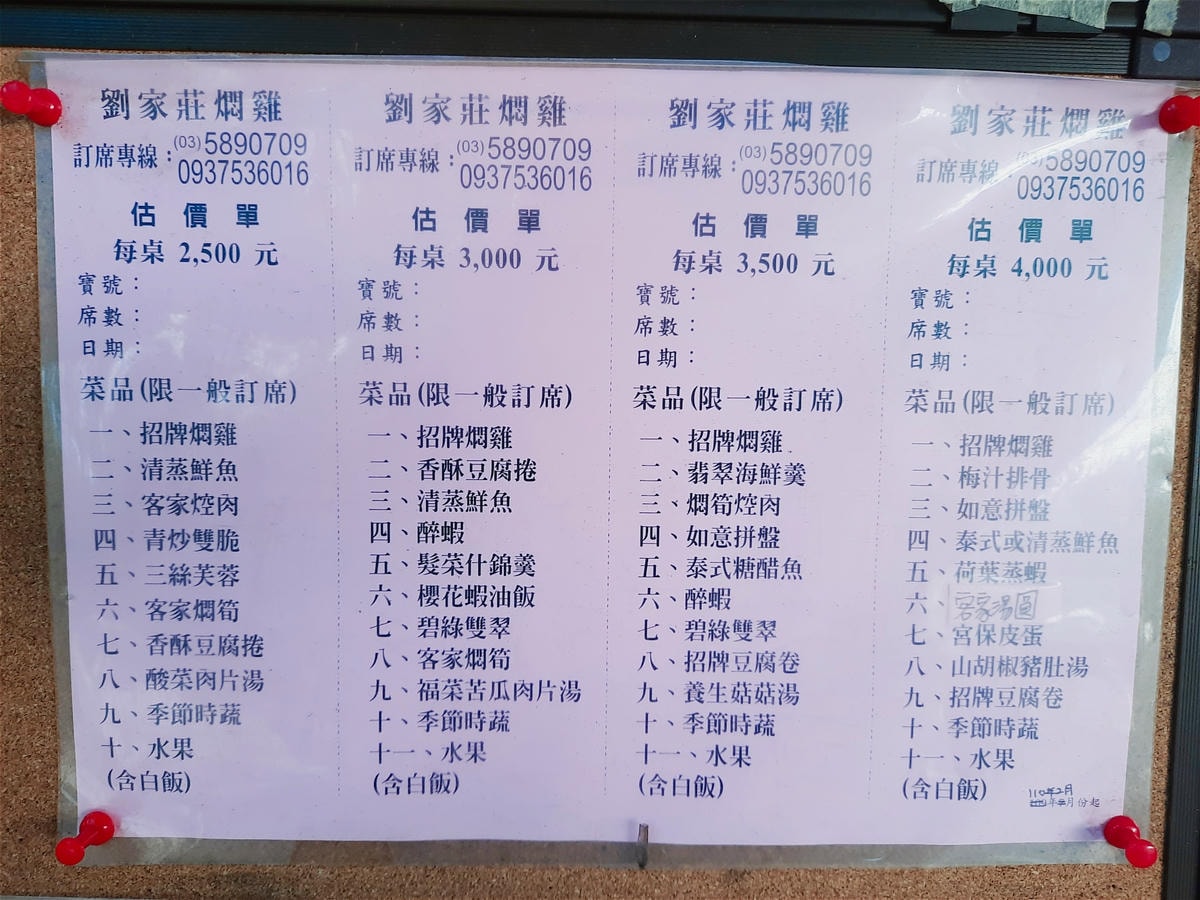 劉家莊燜雞
訂席專線：(03)5890709
0937536016
估價單
每桌 2,500 元
寶號：
席數：
日期：
菜品(限一般訂席)
一、招牌燜雞
二、清蒸鮮魚
三、客家焢肉
四、青炒雙脆
五、三絲芙蓉
六、客家燜筍
七、香酥豆腐捲
八、酸菜肉片湯
九、季節時蔬
十、水果
(含白飯)
劉家莊燜雞
訂席專線：(03)5890709
0937536016
估價單
每桌 3,000 元
寶號：
席數：
日期：
菜品(限一般訂席)
一、招牌燜雞
二、香酥豆腐捲
三、清蒸鮮魚
四、醉蝦
五、髮菜什錦羹
六、櫻花蝦油飯
七、碧綠雙翠
八、客家燜筍
九、福菜苦瓜肉片湯
十、季節時蔬
十一、水果
(含白飯)
劉家莊燜雞
訂席專線：(03)5890709
0937536016
估價單
每桌 3,500 元
寶號：
席數：
日期：
菜品(限一般訂席)
一、招牌燜雞
二、翡翠海鮮羹
三、燜筍焢肉
四、如意拼盤
五、泰式糖醋魚
六、醉蝦
七、碧綠雙翠
八、招牌豆腐卷
九、養生菇菇湯
十、季節時蔬
十一、水果
(含白飯)
劉家莊燜雞
訂席專線：(03)5890709
0937536016
估價單
每桌 4,000 元
寶號：
席數：
日期：
菜品(限一般訂席)
一、招牌燜雞
二、梅汁排骨
三、如意拼盤
四、泰式或清蒸鮮魚
五、荷葉蒸蝦
六、客家湯圓
七、宮保皮蛋
八、山胡椒豬肚湯
九、招牌豆腐卷
十、季節時蔬
十一、水果
(含白飯)
110年2月
月份起